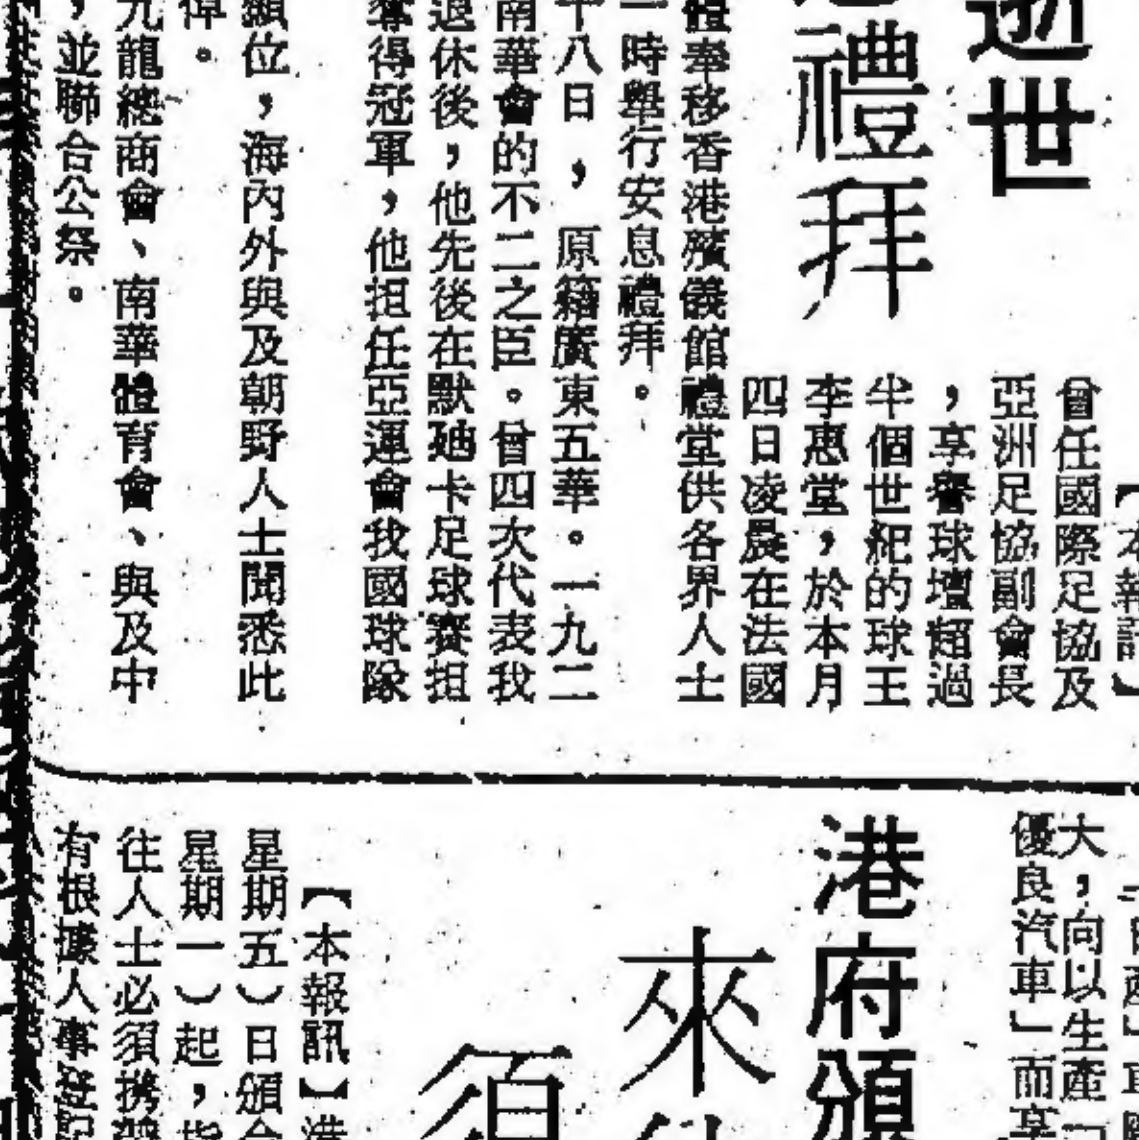 逝世
禮拜
【本報訊】
曾任國際足協及
亞洲足協副會長
，享譽球壇超過
半個世紀的球王
李惠堂，於本月
四日凌晨在法國
體奉移香港殯儀館禮堂供各界人士
一時舉行安息禮拜。
十八日，原籍廣東五華。一九二
南華會的不二之臣。曾四次代表我
退休後，他先後在默迪卡足球賽担
奪得冠軍，他担任亞運會我國球隊
顯位，海內外與及朝野人士聞悉此
悼。
九龍總商會、南華體育會、與及中
，並聯合公祭。
大，向以生產
優良汽車」而享
港府頒
來
須
【本報訊】港
星期五）日頒
星期一）起，
往人士必須携
有根據人事登記